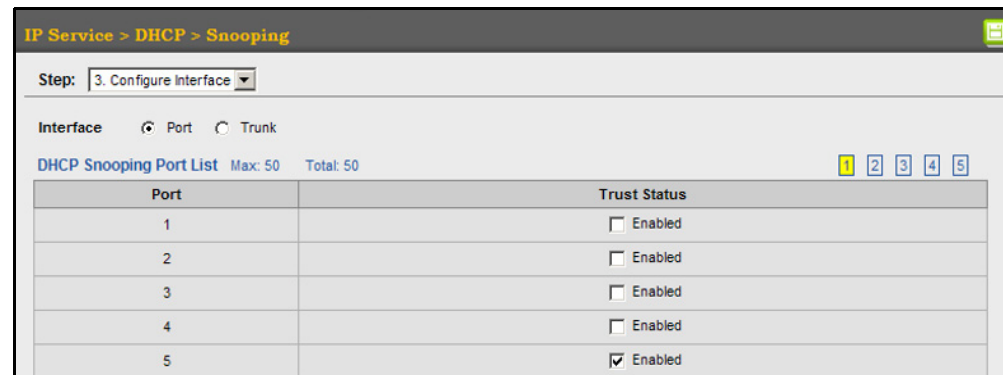 IP Service > DHCP > Snooping
Step: 3. Configure Interface
Interface Port Trunk
DHCP Snooping Port List Max: 50 Total: 50 1 2 3 4 5
Port Trust Status
1 Enabled
2 Enabled
3 Enabled
4 Enabled
5 Enabled